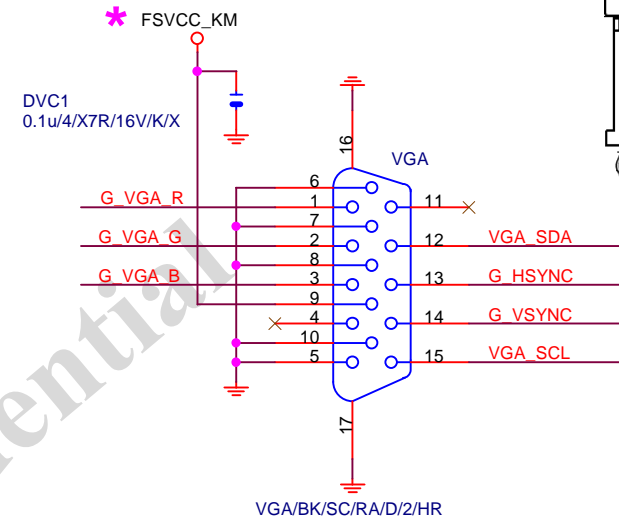 * FSVCC_KM
DVC1
0.1u/4/X7R/16V/K/X
16
VGA
6
G_VGA_R 1 11
7
G_VGA_G 2 12 VGA_SDA
8
G_VGA_B 3 13 G_HSYNC
9
4 14 G_VSYNC
10
5 15 VGA_SCL
17
VGA/BK/SC/RA/D/2/HR
ential